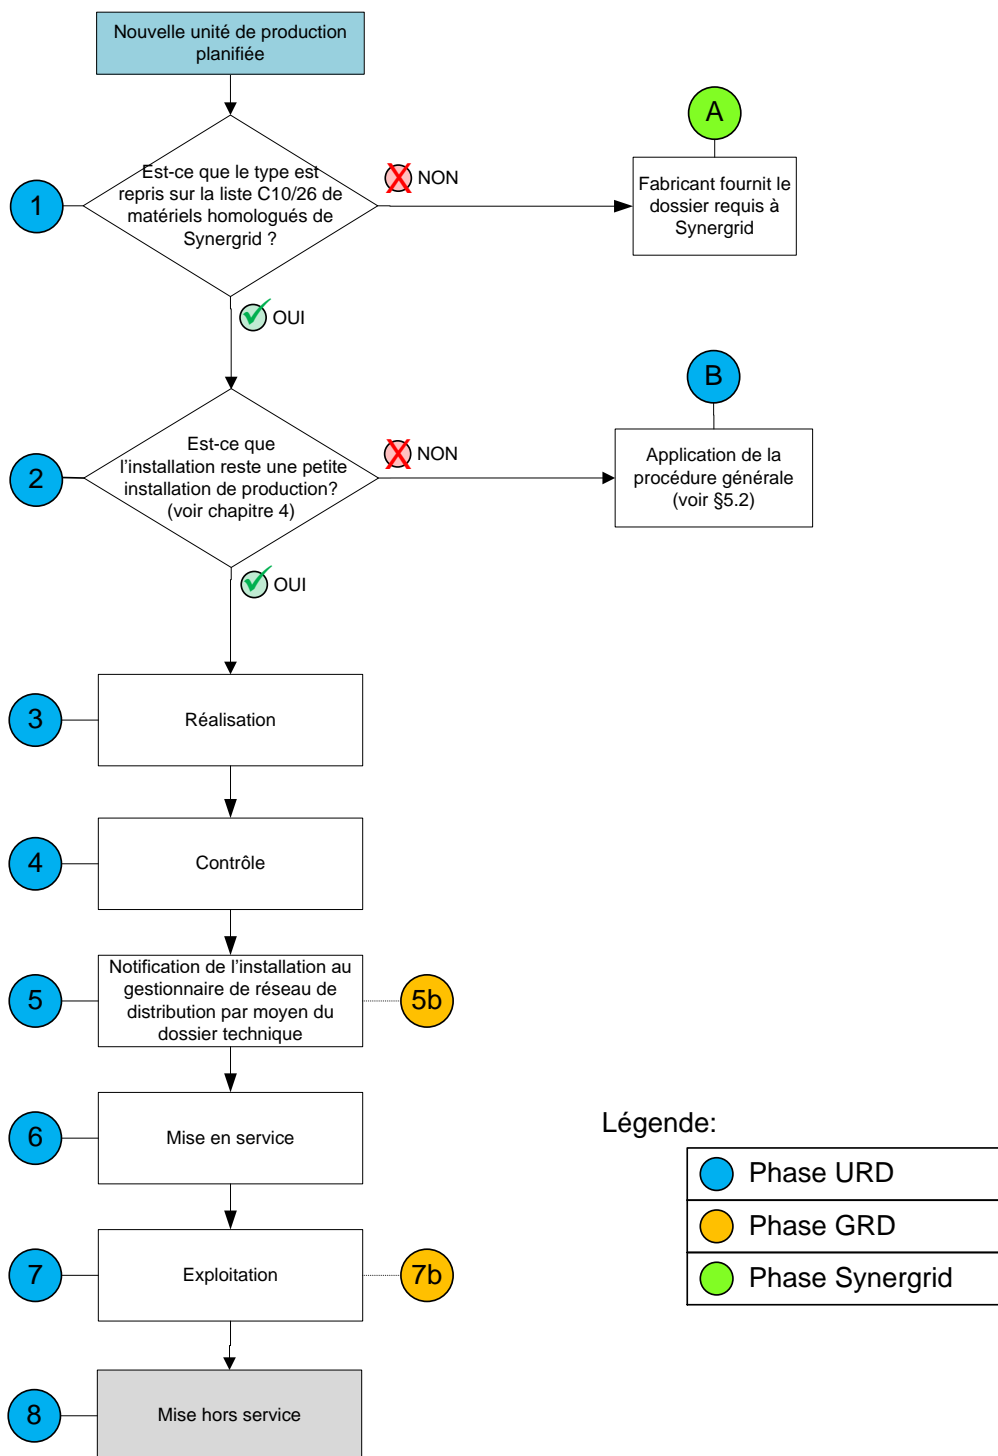 Nouvelle unité de production
planifiée
A
1
Est-ce que le type est
repris sur la liste C10/26 de
matériels homologués de
Synergrid ?
NON
Fabricant fournit le
dossier requis à
Synergrid
OUI
B
2
Est-ce que
l'installation reste une petite
installation de production?
(voir chapitre 4)
NON
Application de la
procédure générale
(voir §5.2)
OUI
3
Réalisation
4
Contrôle
5
Notification de l'installation au
gestionnaire de réseau de
distribution par moyen du
dossier technique
5b
6
Mise en service
7
Exploitation
7b
8
Mise hors service
Légende:
Phase URD
Phase GRD
Phase Synergrid